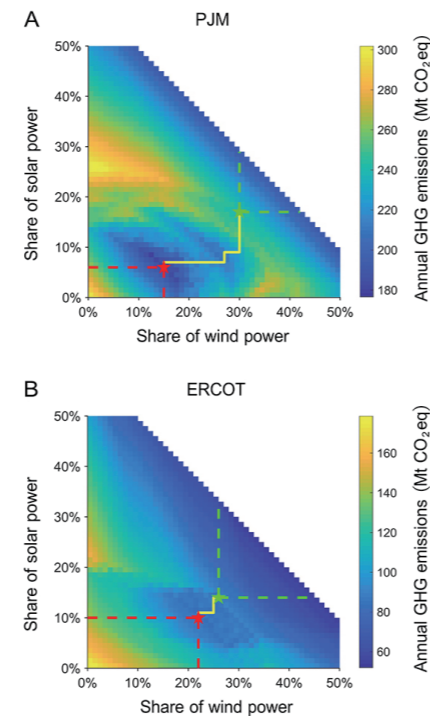 A
PJM
50%
40%
30%
20%
10%
0%
0% 10% 20% 30% 40% 50%
Share of solar power
Share of wind power
300
280
260
240
220
200
180
Annual GHG emissions (Mt CO₂eq)
B
ERCOT
50%
40%
30%
20%
10%
0%
0% 10% 20% 30% 40% 50%
Share of solar power
Share of wind power
160
140
120
100
80
60
Annual GHG emissions (Mt CO₂eq)